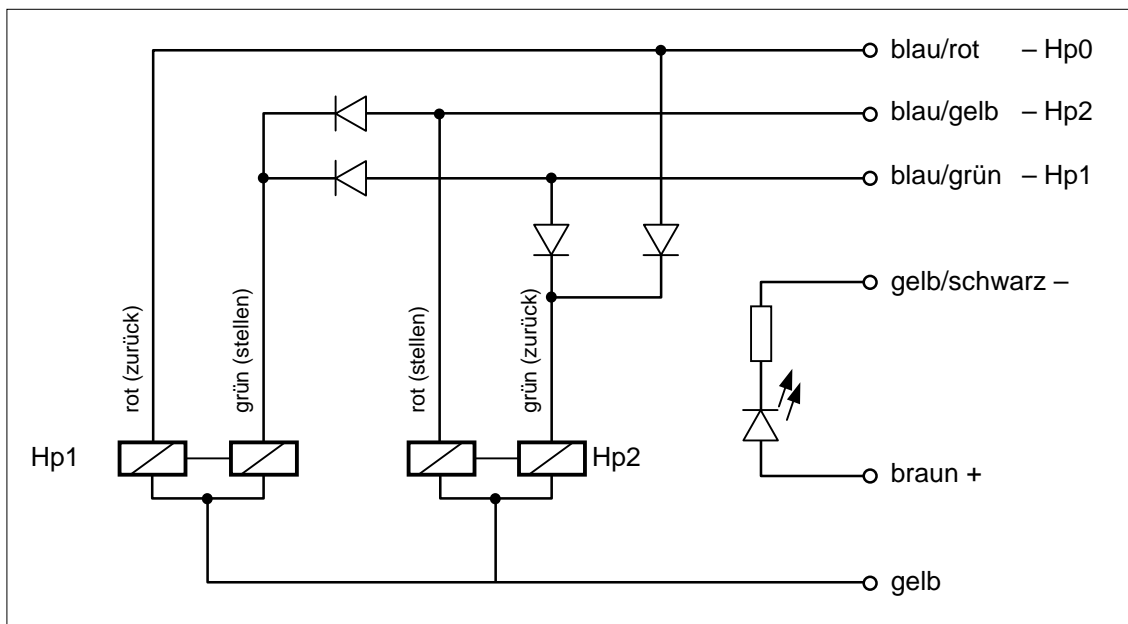 blau/rot – Hp0
blau/gelb – Hp2
blau/grün – Hp1
gelb/schwarz –
rot (zurück)
grün (stellen)
rot (stellen)
grün (zurück)
Hp1
Hp2
braun +
gelb